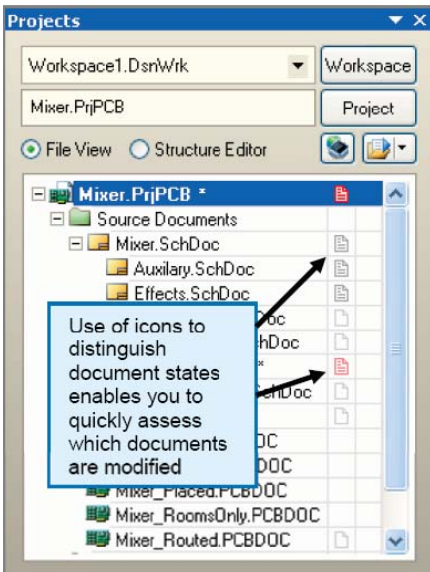 Projects
Workspace1.DsnWrk
Workspace
Mixer.PrjPCB
Project
File View
Structure Editor
Mixer.PrjPCB *
Source Documents
Mixer.SchDoc
Auxilary.SchDoc
Effects.SchDoc
Use of icons to
distinguish
document states
enables you to
quickly assess
which documents
are modified
Mixer_Placed.PCBDOC
Mixer_RoomsOnly.PCBDOC
Mixer_Routed.PCBDOC